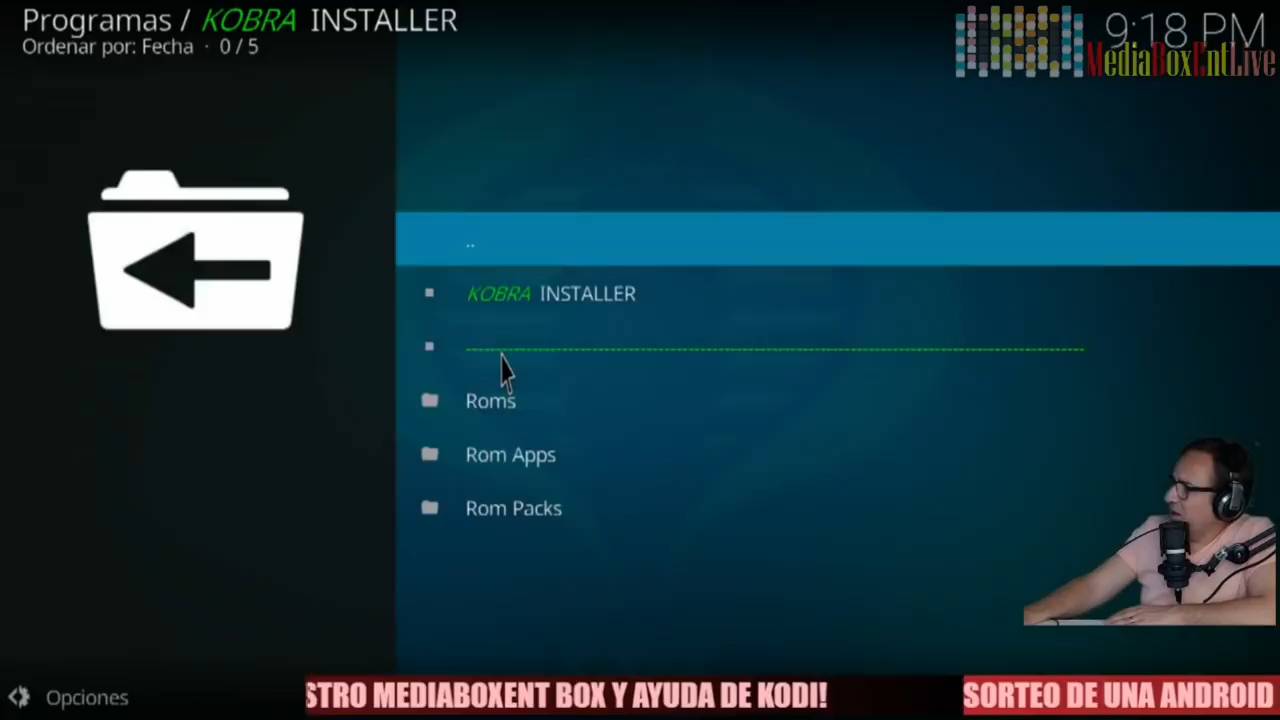 Programas / KOBRA INSTALLER
Ordenar por: Fecha · 0 / 5
9:18 PM
MediaBoxEntLive
..
KOBRA INSTALLER
Roms
Rom Apps
Rom Packs
Opciones
STRO MEDIABOXENT BOX Y AYUDA DE KODI!!
SORTEO DE UNA ANDROID